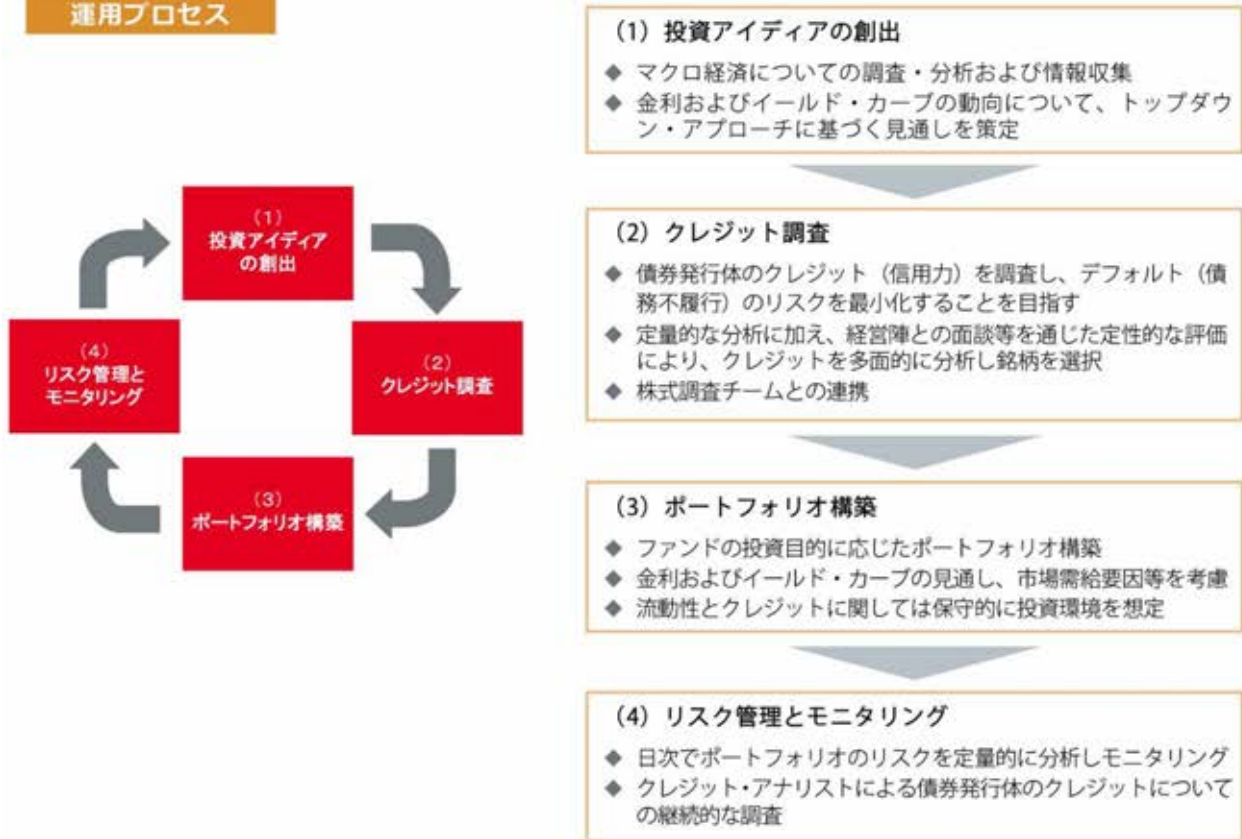 運用プロセス
(1)
投資アイディア
の創出
(2)
クレジット調査
(3)
ポートフォリオ構築
(4)
リスク管理と
モニタリング
(1) 投資アイディアの創出
◆ マクロ経済についての調査・分析および情報収集
◆ 金利およびイールド・カーブの動向について、トップダウ
ン・アプローチに基づく見通しを策定
(2) クレジット調査
◆ 債券発行体のクレジット（信用力）を調査し、デフォルト（債
務不履行）のリスクを最小化することを目指す
◆ 定量的な分析に加え、経営陣との面談等を通じた定性的な評価
により、クレジットを多面的に分析し銘柄を選択
◆ 株式調査チームとの連携
(3) ポートフォリオ構築
◆ ファンドの投資目的に応じたポートフォリオ構築
◆ 金利およびイールド・カーブの見通し、市場需給要因等を考慮
◆ 流動性とクレジットに関しては保守的に投資環境を想定
(4) リスク管理とモニタリング
◆ 日次でポートフォリオのリスクを定量的に分析しモニタリング
◆ クレジット・アナリストによる債券発行体のクレジットについて
の継続的な調査